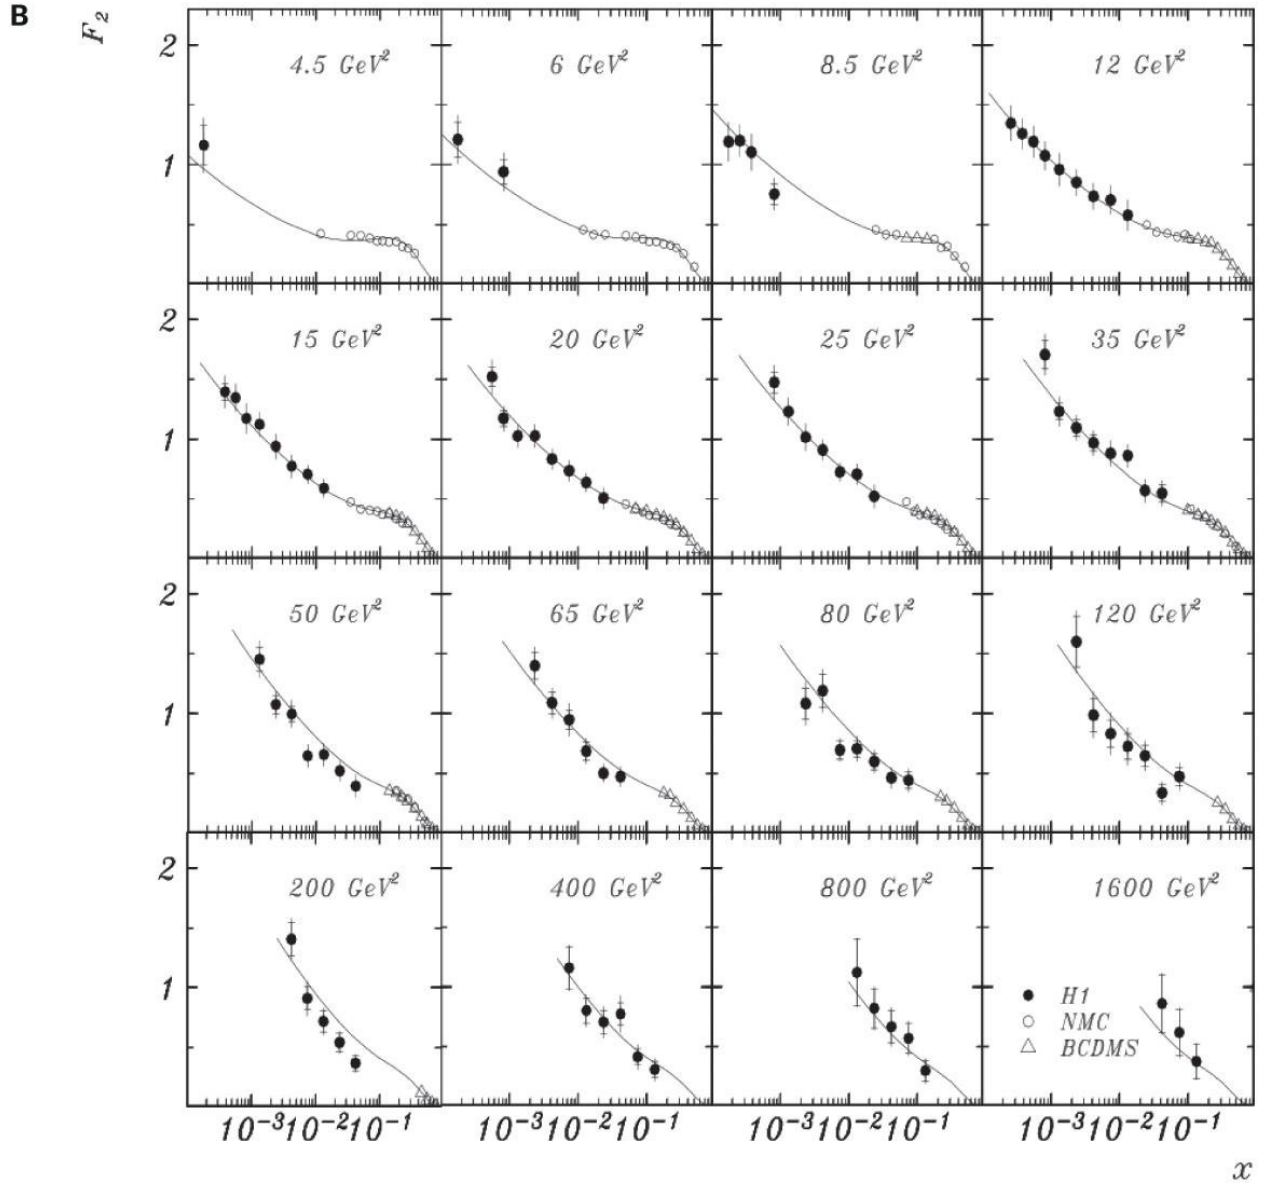 B
F₂
2 4.5 GeV² 6 GeV² 8.5 GeV² 12 GeV²
1
2 15 GeV² 20 GeV² 25 GeV² 35 GeV²
1
2 50 GeV² 65 GeV² 80 GeV² 120 GeV²
1
2 200 GeV² 400 GeV² 800 GeV² 1600 GeV²
1 H1
NMC
BCDMS
10⁻³ 10⁻² 10⁻¹ 10⁻³ 10⁻² 10⁻¹ 10⁻³ 10⁻² 10⁻¹ 10⁻³ 10⁻² 10⁻¹
x